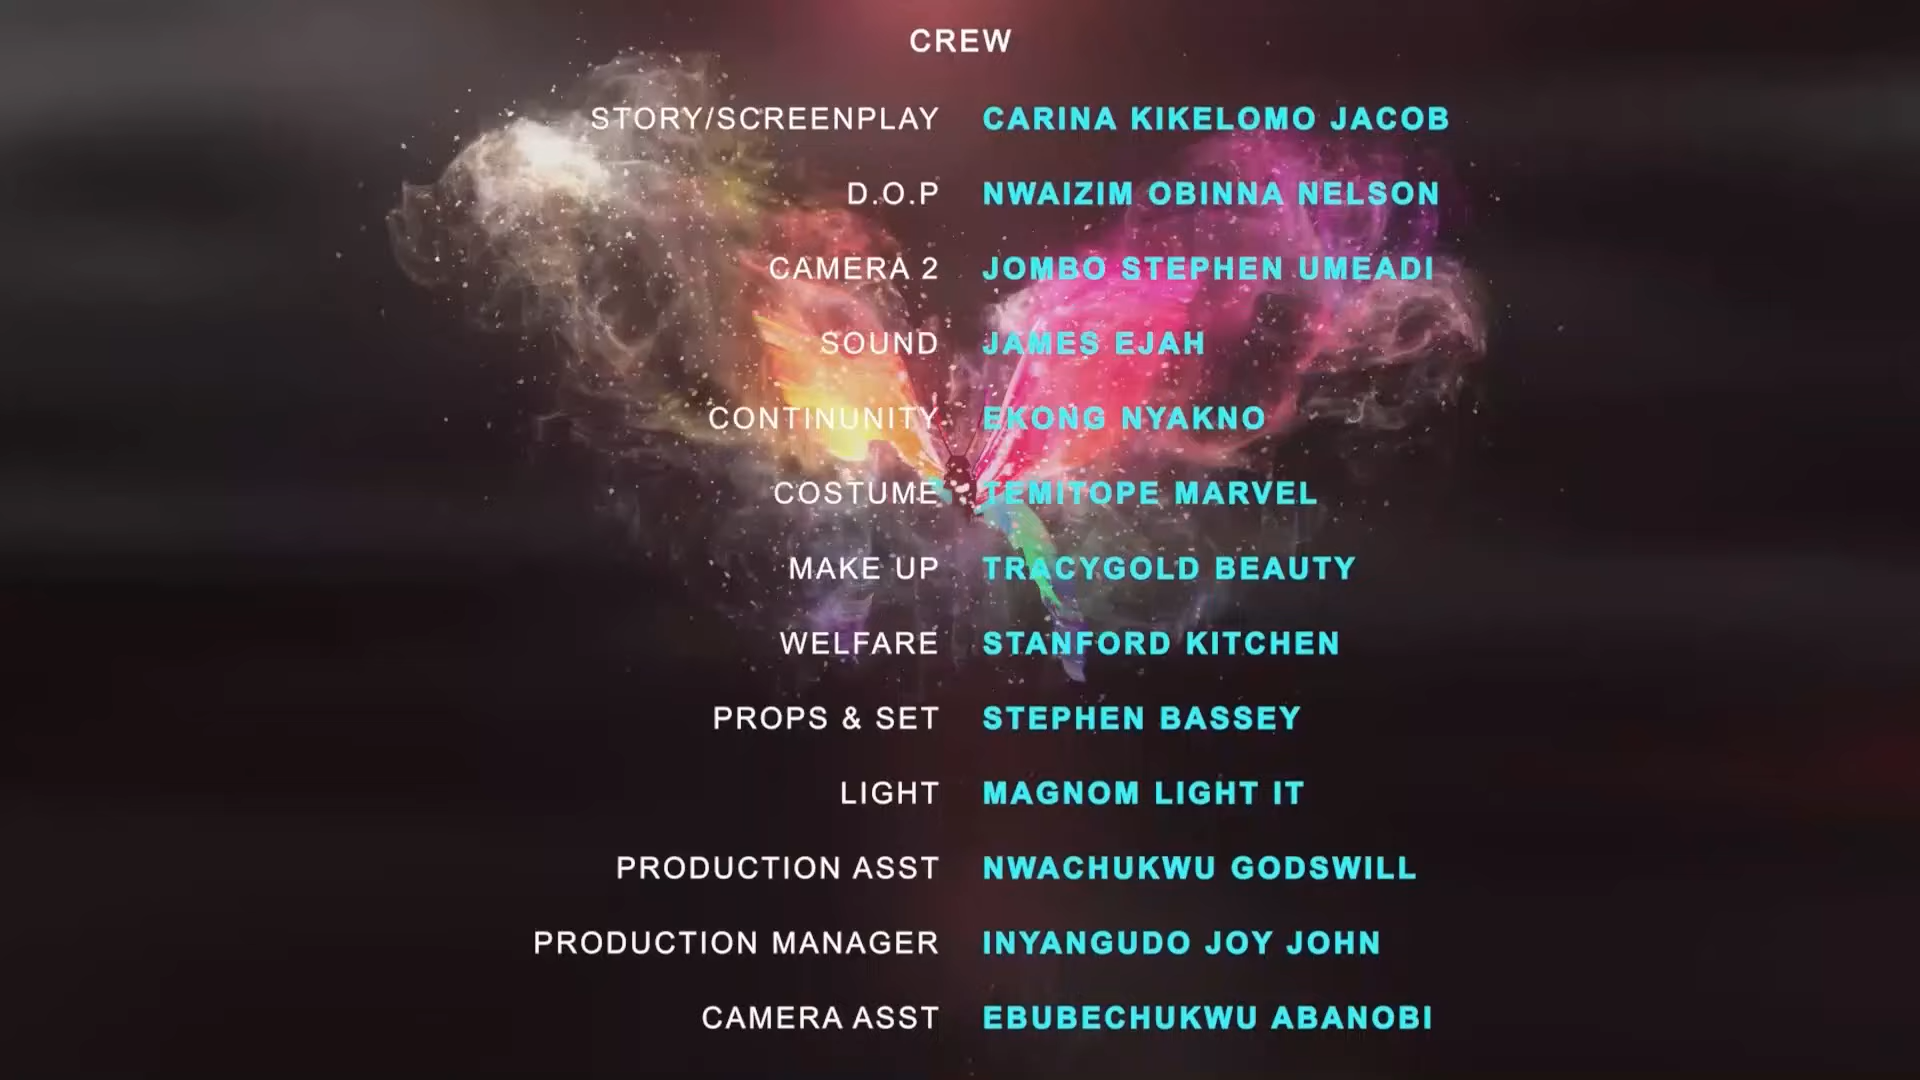 CREW
STORY/SCREENPLAY CARINA KIKELOMO JACOB
D.O.P NWAIZIM OBINNA NELSON
CAMERA 2 JOMBO STEPHEN UMEADI
SOUND JAMES EJAH
CONTINUNITY EKONG NYAKNO
COSTUME TEMITOPE MARVEL
MAKE UP TRACYGOLD BEAUTY
WELFARE STANFORD KITCHEN
PROPS & SET STEPHEN BASSEY
LIGHT MAGNOM LIGHT IT
PRODUCTION ASST NWACHUKWU GODSWILL
PRODUCTION MANAGER INYANGUDO JOY JOHN
CAMERA ASST EBUBECHUKWU ABANOBI